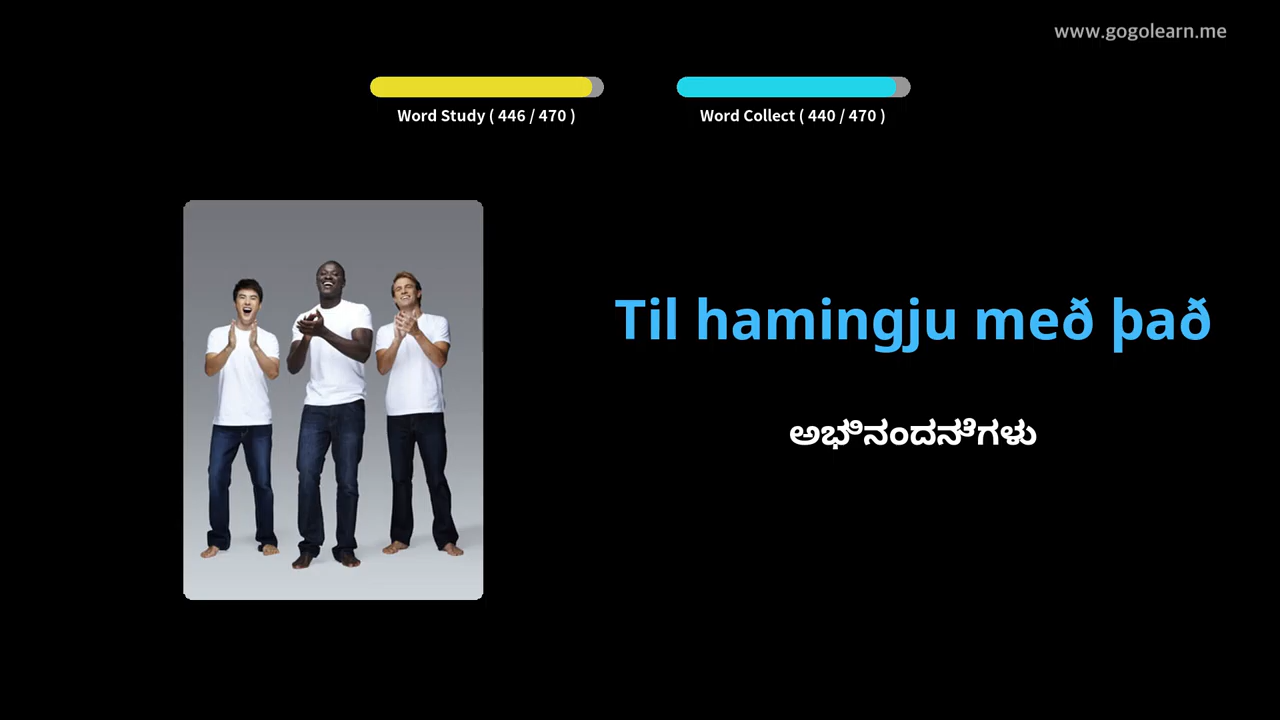 www.gogolearn.me
Word Study ( 446 / 470 )
Word Collect ( 440 / 470 )
Til hamingju með það
ಅಭಿನಂದನೆಗಳು